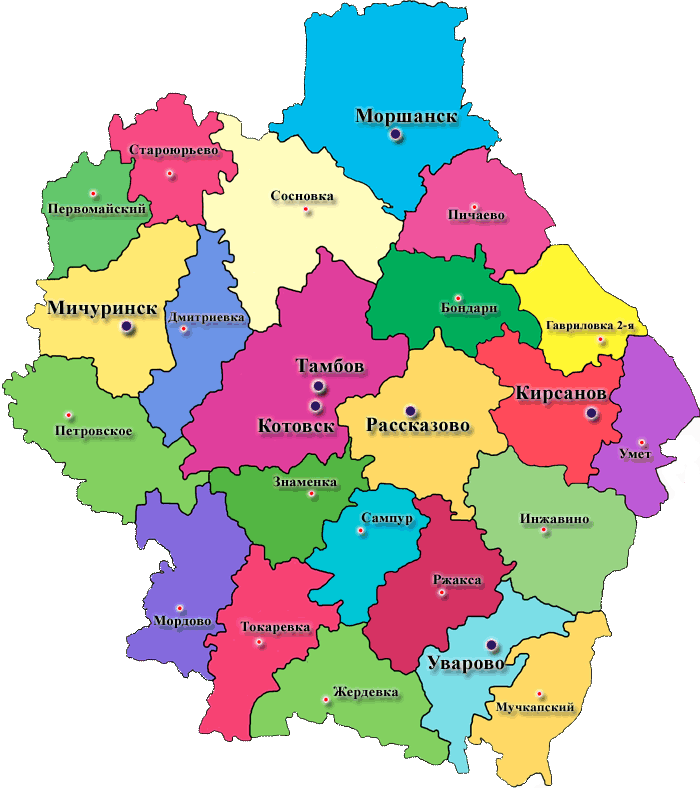 Моршанск
Староюрьево
Сосновка
Первомайский
Пичаево
Мичуринск
Дмитриевка
Бондари
Гавриловка 2-я
Тамбов
Кирсанов
Котовск
Рассказово
Петровское
Умет
Знаменка
Сампур
Инжавино
Ржакса
Мордово
Токаревка
Уварово
Жердевка
Мучкапский